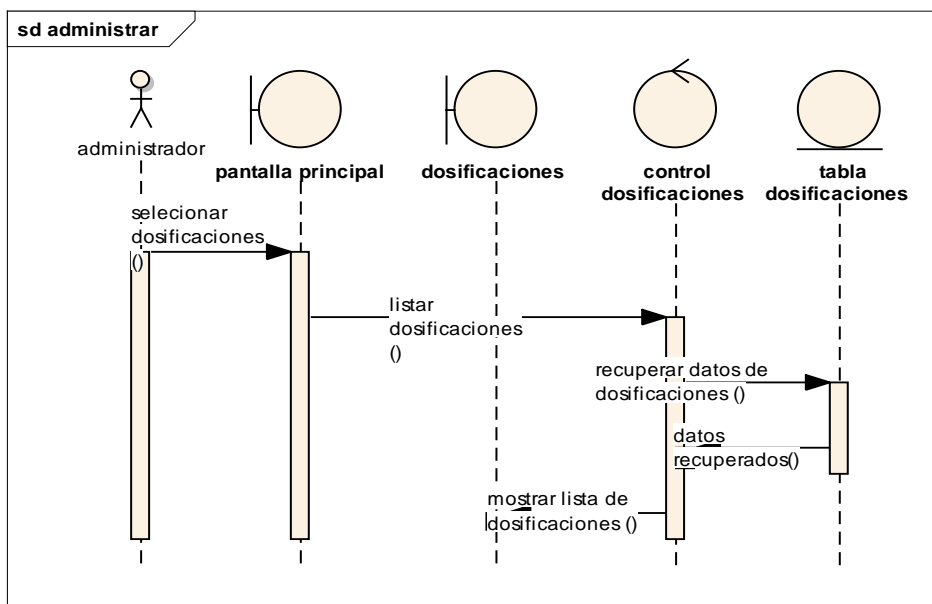 sd administrar
administrador
pantalla principal
dosificaciones
control
dosificaciones
tabla
dosificaciones
selecionar
dosificaciones
()
listar
dosificaciones
()
recuperar datos de
dosificaciones ()
datos
recuperados()
mostrar lista de
dosificaciones ()